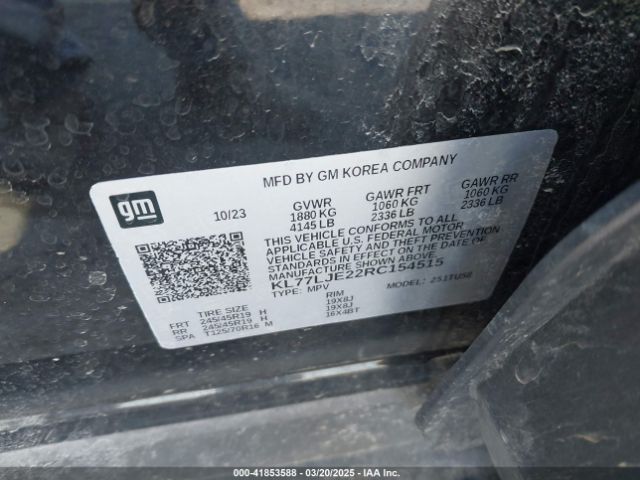 MFD BY GM KOREA COMPANY
gm
10/23
GVWR GAWR FRT GAWR RR
1880 KG 1060 KG 1060 KG
4145 LB 2336 LB 2336 LB
THIS VEHICLE CONFORMS TO ALL
APPLICABLE U.S. FEDERAL MOTOR
VEHICLE SAFETY AND THEFT PREVENTION
STANDARDS IN EFFECT ON THE DATE OF
MANUFACTURE SHOWN ABOVE.
KL77LJE22RC154515
TYPE: MPV MODEL:
TIRE SIZE RIM
FRT 245/45R19 H 19X8J
RR 245/45R19 H 19X8J
SPA T125/70R16 M 16X4BT
000-41853588 — 03/20/2025 — IAA Inc.